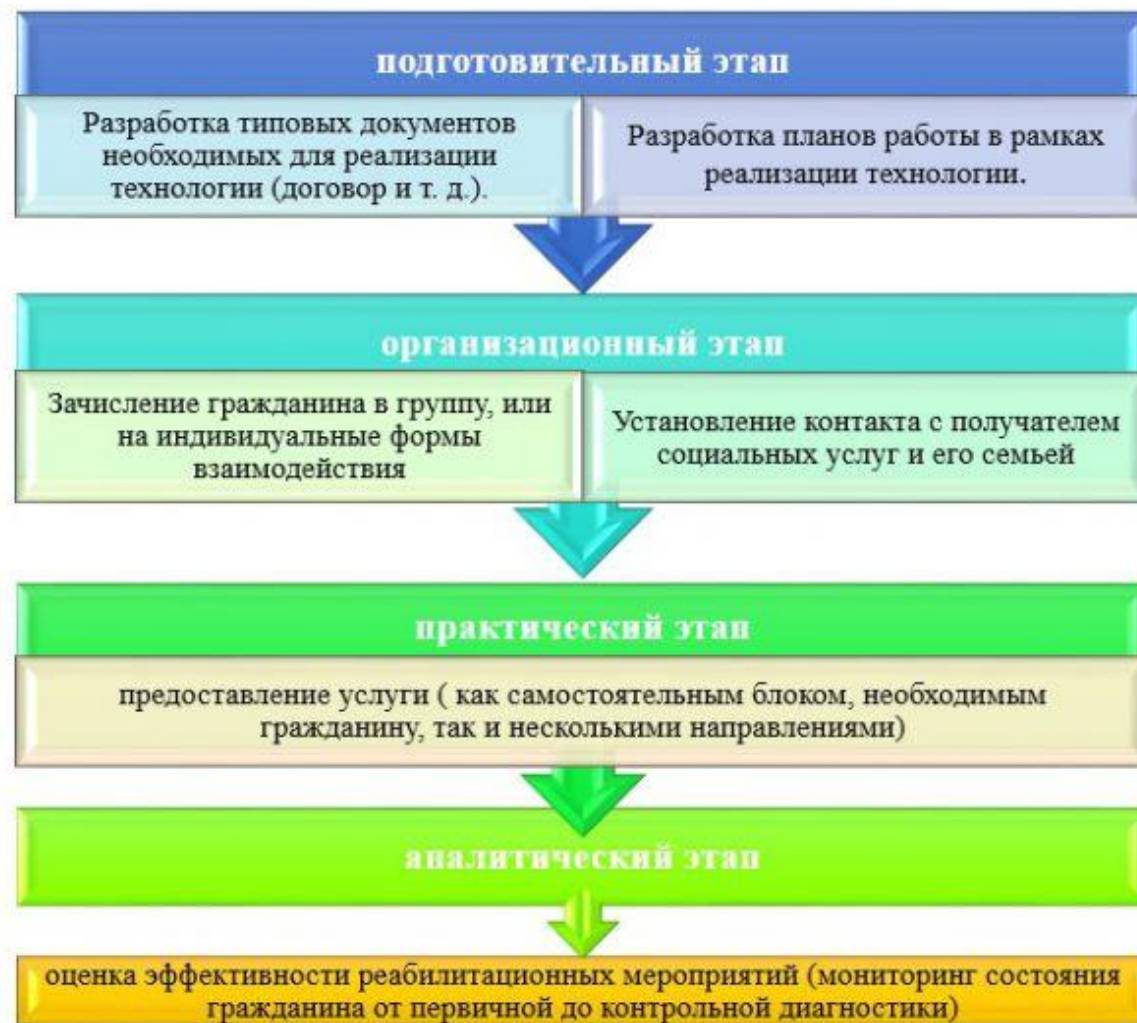 подготовительный этап
Разработка типовых документов
необходимых для реализации
технологии (договор и т. д.).
Разработка планов работы в рамках
реализации технологии.
организационный этап
Зачисление гражданина в группу, или
на индивидуальные формы
взаимодействия
Установление контакта с получателем
социальных услуг и его семьей
практический этап
предоставление услуги ( как самостоятельным блоком, необходимым
гражданину, так и несколькими направлениями)
аналитический этап
оценка эффективности реабилитационных мероприятий (мониторинг состояния
гражданина от первичной до контрольной диагностики)